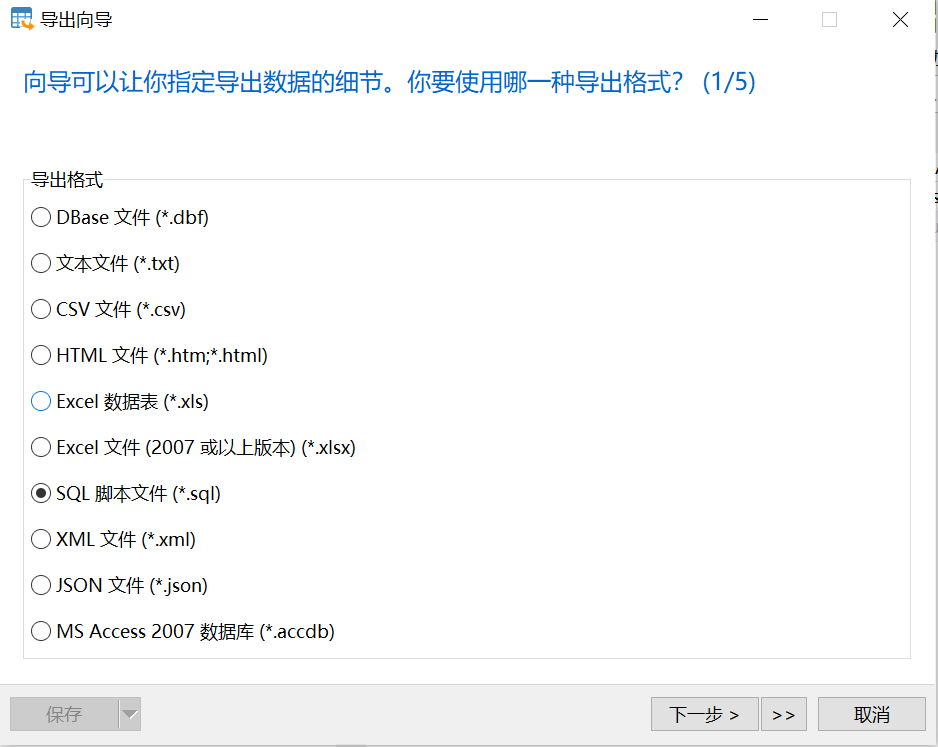 导出向导
向导可以让你指定导出数据的细节。你要使用哪一种导出格式？ (1/5)
导出格式
DBase 文件 (*.dbf)
文本文件 (*.txt)
CSV 文件 (*.csv)
HTML 文件 (*.htm;*.html)
Excel 数据表 (*.xls)
Excel 文件 (2007 或以上版本) (*.xlsx)
SQL 脚本文件 (*.sql)
XML 文件 (*.xml)
JSON 文件 (*.json)
MS Access 2007 数据库 (*.accdb)
保存 下一步 > >> 取消